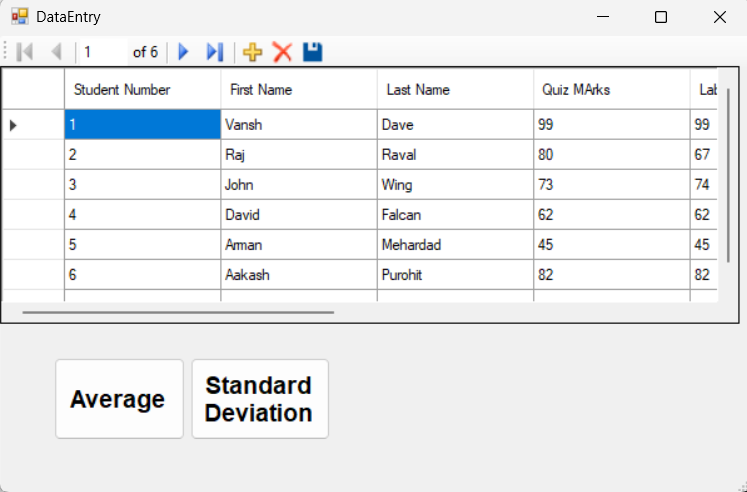 DataEntry
1 of 6
Student Number First Name Last Name Quiz MArks Lab
1 Vansh Dave 99 99
2 Raj Raval 80 67
3 John Wing 73 74
4 David Falcan 62 62
5 Arman Mehardad 45 45
6 Aakash Purohit 82 82
Average
Standard
Deviation